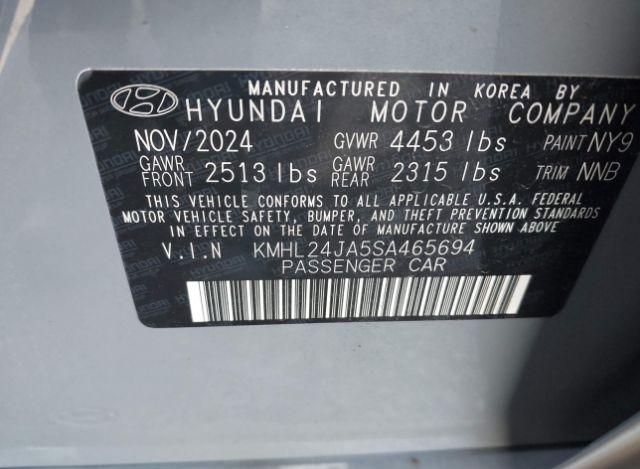 MANUFACTURED IN KOREA BY
HYUNDAI MOTOR COMPANY
NOV/2024 GVWR 4453 lbs PAINT NY9
GAWR FRONT 2513 lbs GAWR REAR 2315 lbs TRIM NNB
THIS VEHICLE CONFORMS TO ALL APPLICABLE U.S.A. FEDERAL
MOTOR VEHICLE SAFETY, BUMPER, AND THEFT PREVENTION STANDARDS
IN EFFECT ON THE DATE OF MANUFACTURE SHOWN ABOVE
V.I.N KMHL24JA5SA465694
PASSENGER CAR